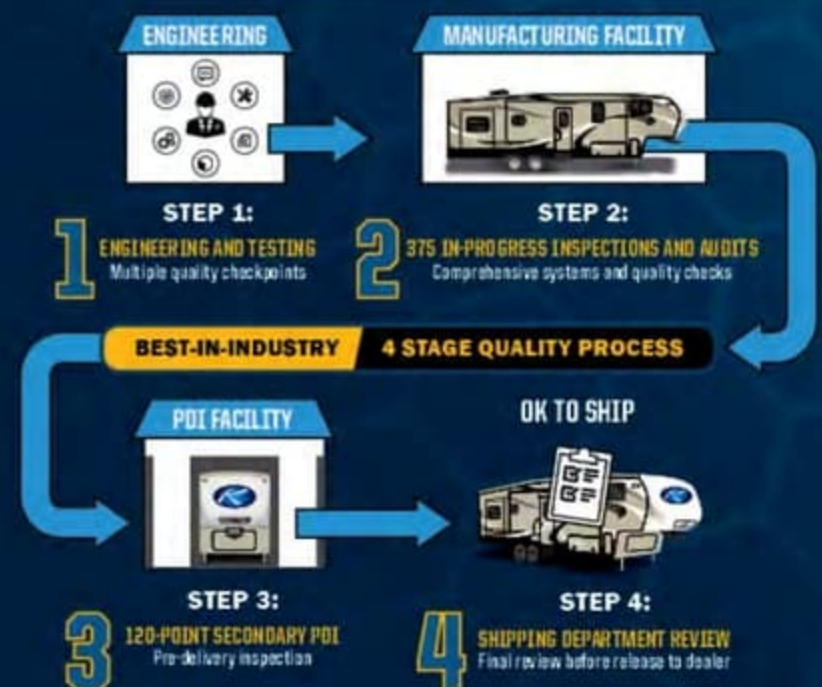 ENGINEERING
MANUFACTURING FACILITY
STEP 1:
1 ENGINEERING AND TESTING
Multiple quality checkpoints
STEP 2:
2 375 IN-PROGRESS INSPECTIONS AND AUDITS
Comprehensive systems and quality checks
BEST-IN-INDUSTRY 4 STAGE QUALITY PROCESS
PDI FACILITY
OK TO SHIP
STEP 3:
3 120-POINT SECONDARY PDI
Pre-delivery inspection
STEP 4:
4 SHIPPING DEPARTMENT REVIEW
Final review before release to dealer